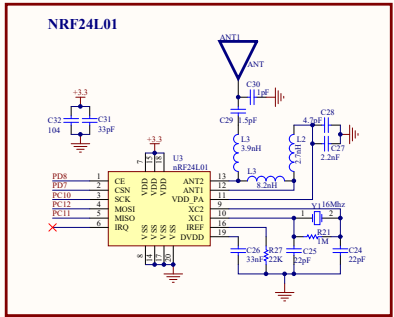 NRF24L01
ANT1
ANT
C30
1pF
C29 1.5pF
+3.3
C32 C31
104 33pF
C28
4.7pF
C27
2.2nF
L3
3.9nH
L2
2.7nH
L3
8.2nH
+3.3
U3
nRF24L01
7 15 18
VDD VDD VDD
PD8 1 CE ANT2 13
PD7 2 CSN ANT1 12
PC10 3 SCK VDD_PA 11
PC12 4 MOSI XC2 9
PC11 5 MISO XC1 10
6 IRQ IREF 16
DVDD 19
VSS VSS VSS VSS
8 14 17 20
Y1 16Mhz
1 2
R21
1M
C26
33nF
R27
22K
C25
22pF
C24
22pF